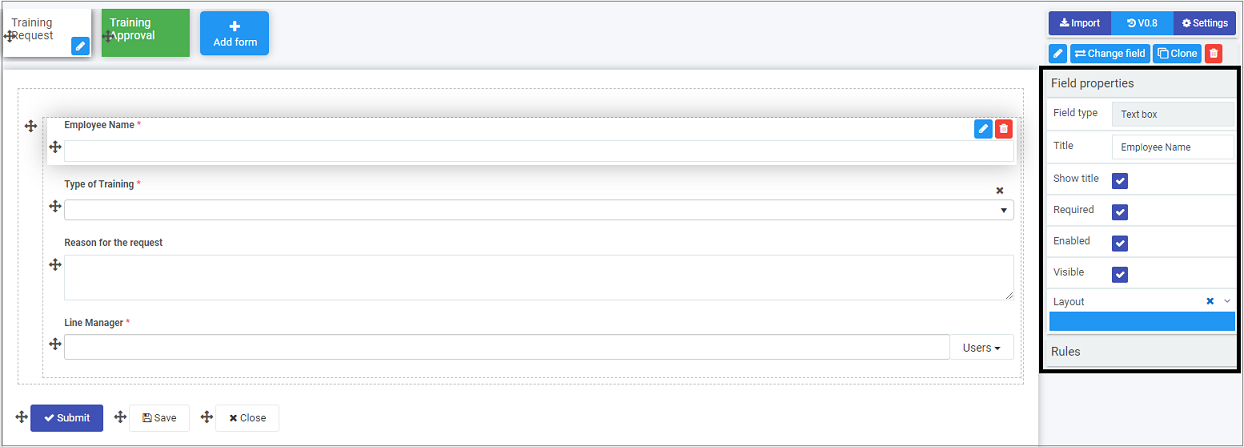 Training
Request
Training
Approval
Add form
Import
V0.8
Settings
Change field
Clone
Employee Name *
Type of Training *
Reason for the request
Line Manager *
Users
Submit
Save
Close
Field properties
Field type
Text box
Title
Employee Name
Show title
Required
Enabled
Visible
Layout
Rules